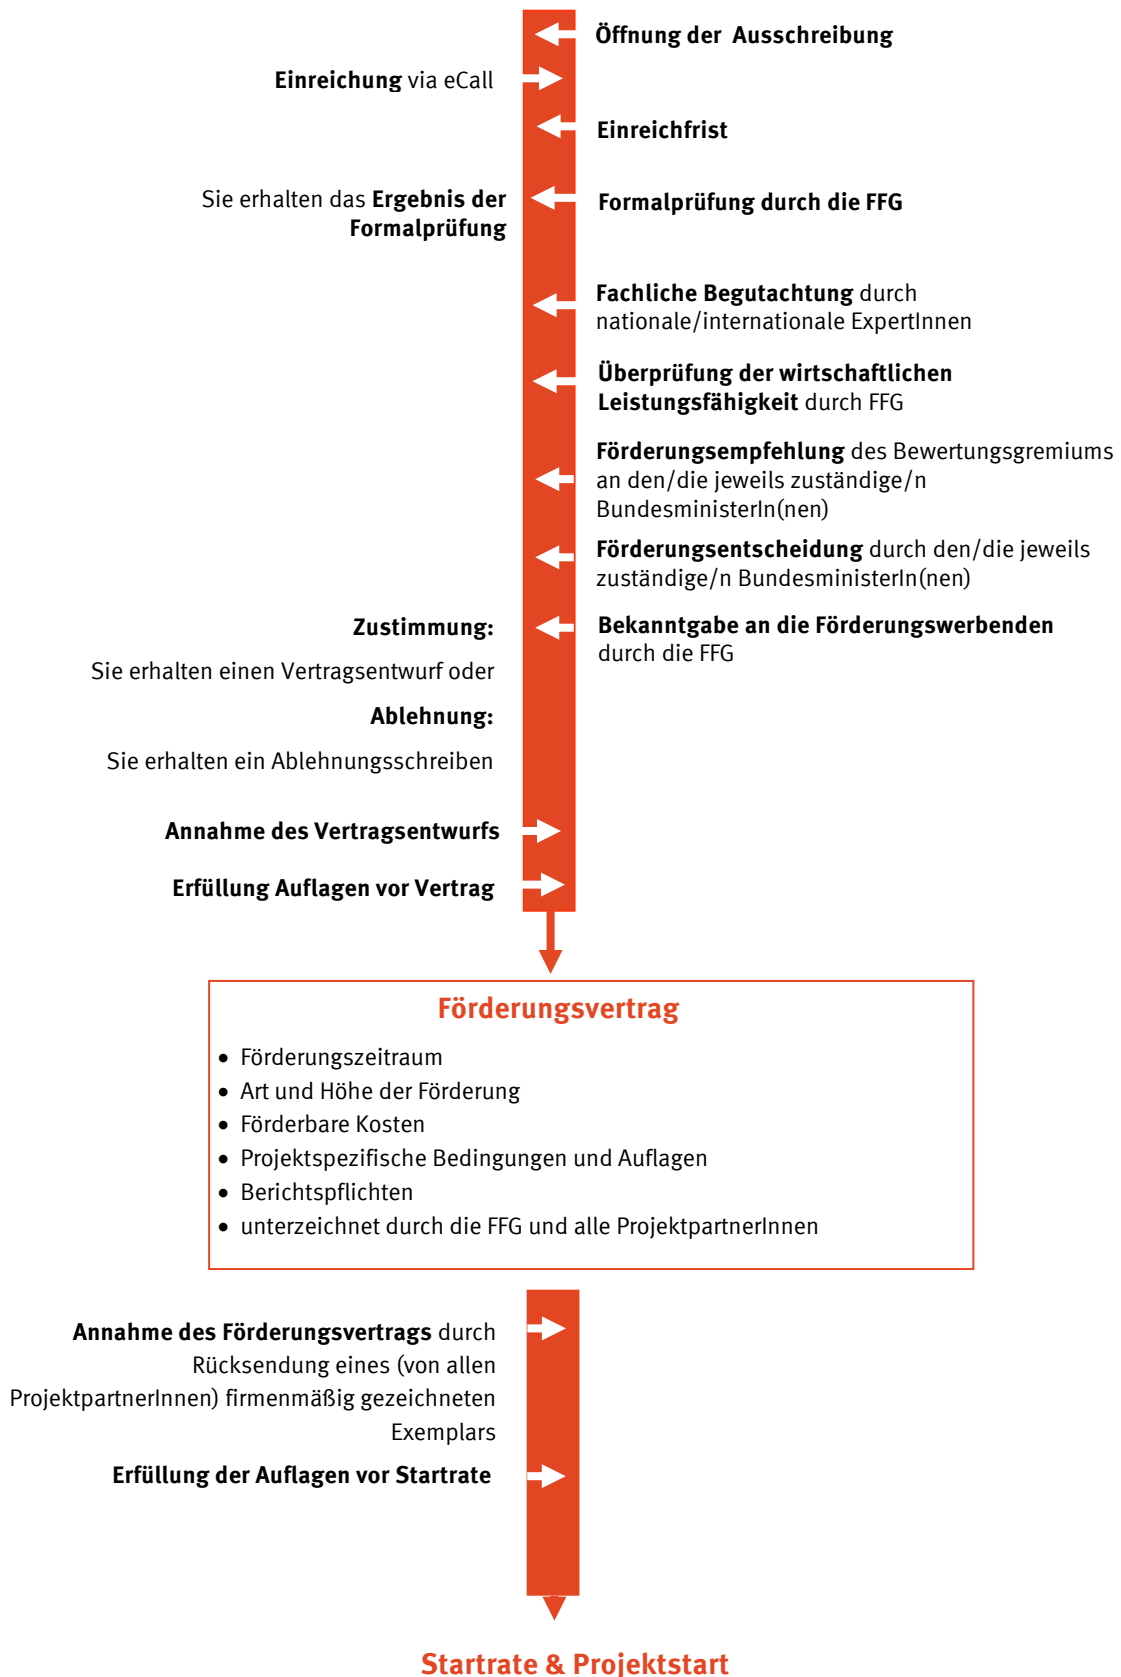 Öffnung der Ausschreibung
Einreichung via eCall
Einreichfrist
Sie erhalten das Ergebnis der
Formalprüfung
Formalprüfung durch die FFG
Fachliche Begutachtung durch
nationale/internationale ExpertInnen
Überprüfung der wirtschaftlichen
Leistungsfähigkeit durch FFG
Förderungsempfehlung des Bewertungsgremiums
an den/die jeweils zuständige/n
BundesministerIn(nen)
Förderungsentscheidung durch den/die jeweils
zuständige/n BundesministerIn(nen)
Bekanntgabe an die Förderungswerbenden
durch die FFG
Zustimmung:
Sie erhalten einen Vertragsentwurf oder
Ablehnung:
Sie erhalten ein Ablehnungsschreiben
Annahme des Vertragsentwurfs
Erfüllung Auflagen vor Vertrag
Förderungsvertrag
• Förderungszeitraum
• Art und Höhe der Förderung
• Förderbare Kosten
• Projektspezifische Bedingungen und Auflagen
• Berichtspflichten
• unterzeichnet durch die FFG und alle ProjektpartnerInnen
Annahme des Förderungsvertrags durch
Rücksendung eines (von allen
ProjektpartnerInnen) firmenmäßig gezeichneten
Exemplars
Erfüllung der Auflagen vor Startrate
Startrate & Projektstart